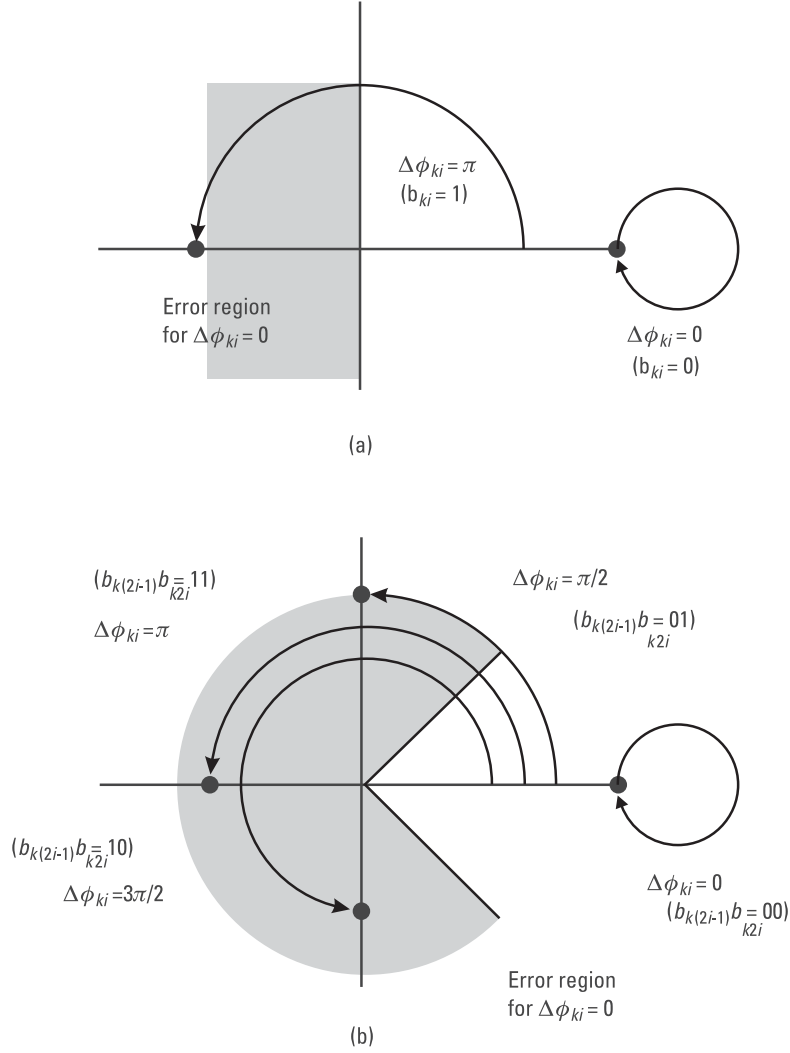 Δϕki = π
(bki = 1)
Error region
for Δϕki = 0
Δϕki = 0
(bki = 0)
(a)
(bk(2i-1)bk2i=11)
Δϕki = π
Δϕki = π/2
(bk(2i-1)bk2i=01)
(bk(2i-1)bk2i=10)
Δϕki =3π/2
Δϕki = 0
(bk(2i-1)bk2i=00)
Error region
for Δϕki = 0
(b)